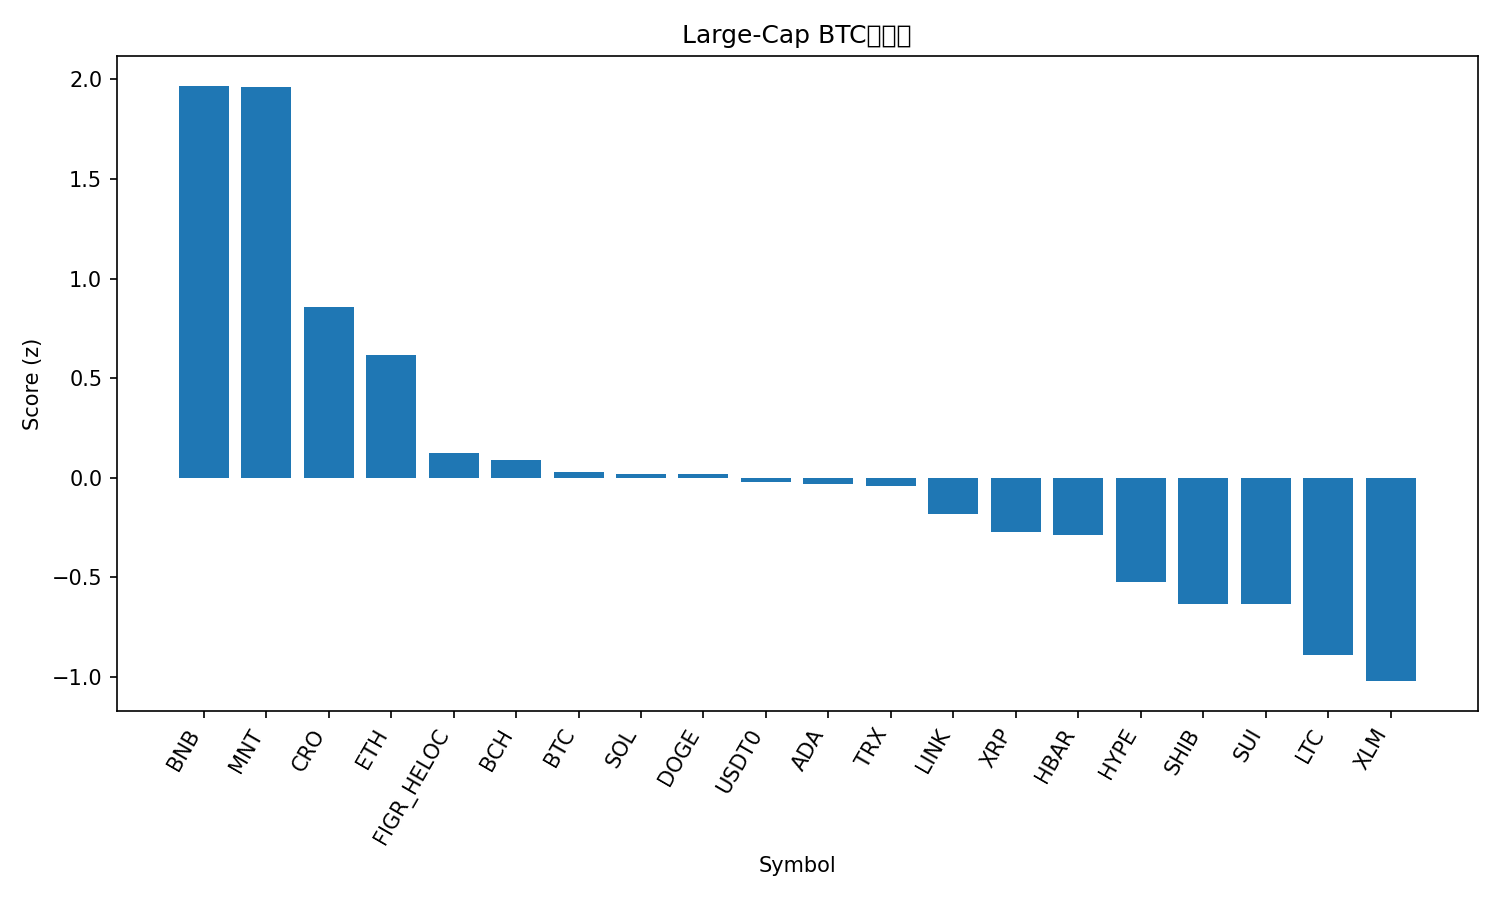 Large-Cap BTC
Score (z)
2.0
1.5
1.0
0.5
0.0
−0.5
−1.0
BNB
MNT
CRO
ETH
FIGR_HELOC
BCH
BTC
SOL
DOGE
USDT0
ADA
TRX
LINK
XRP
HBAR
HYPE
SHIB
SUI
LTC
XLM
Symbol